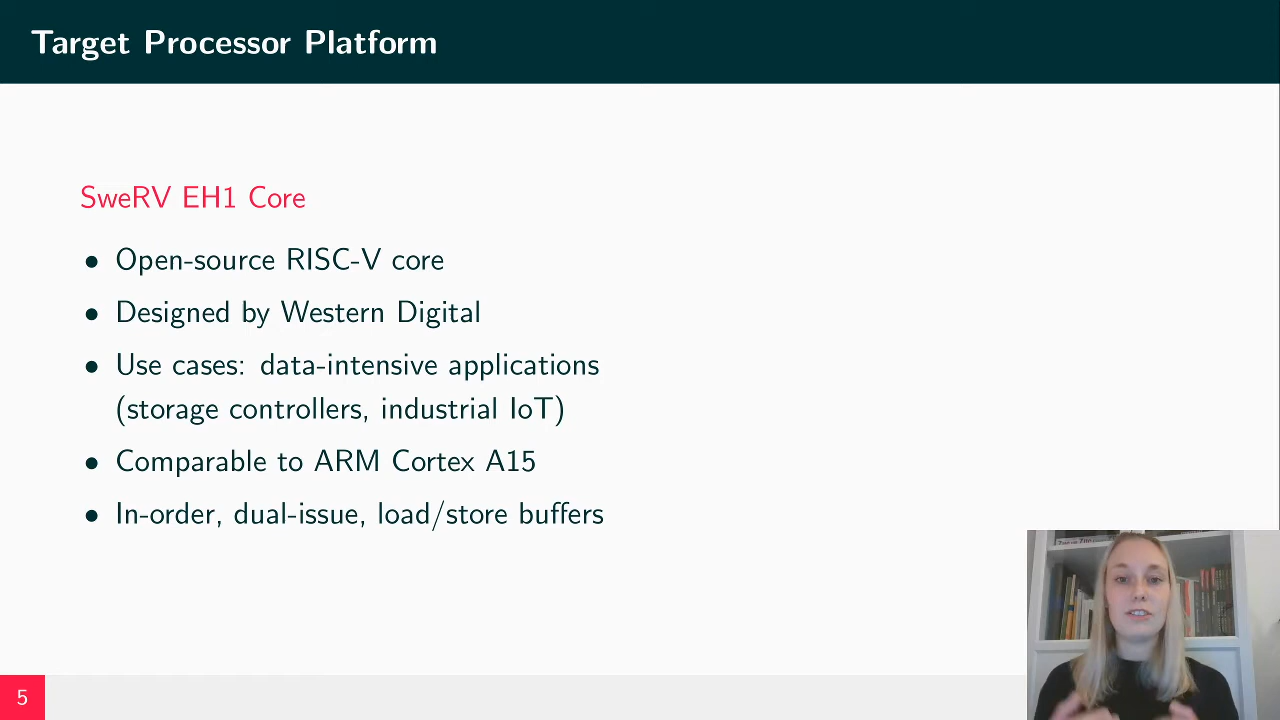 Target Processor Platform
SweRV EH1 Core
• Open-source RISC-V core
• Designed by Western Digital
• Use cases: data-intensive applications
(storage controllers, industrial IoT)
• Comparable to ARM Cortex A15
• In-order, dual-issue, load/store buffers
5